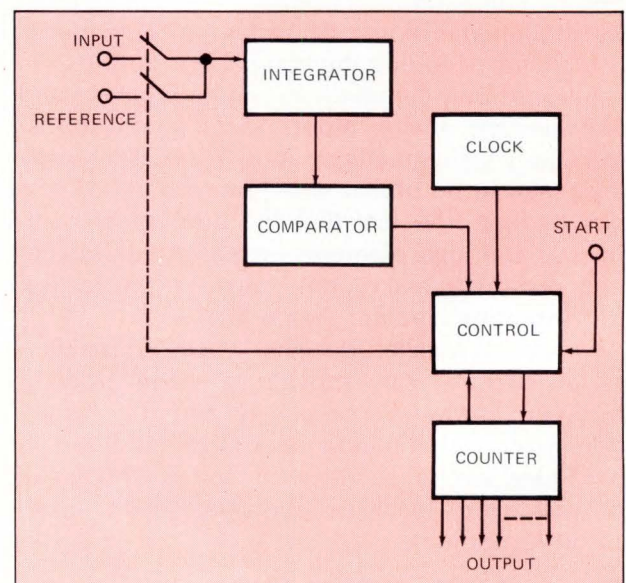 INPUT
REFERENCE
INTEGRATOR
CLOCK
COMPARATOR
START
CONTROL
COUNTER
OUTPUT